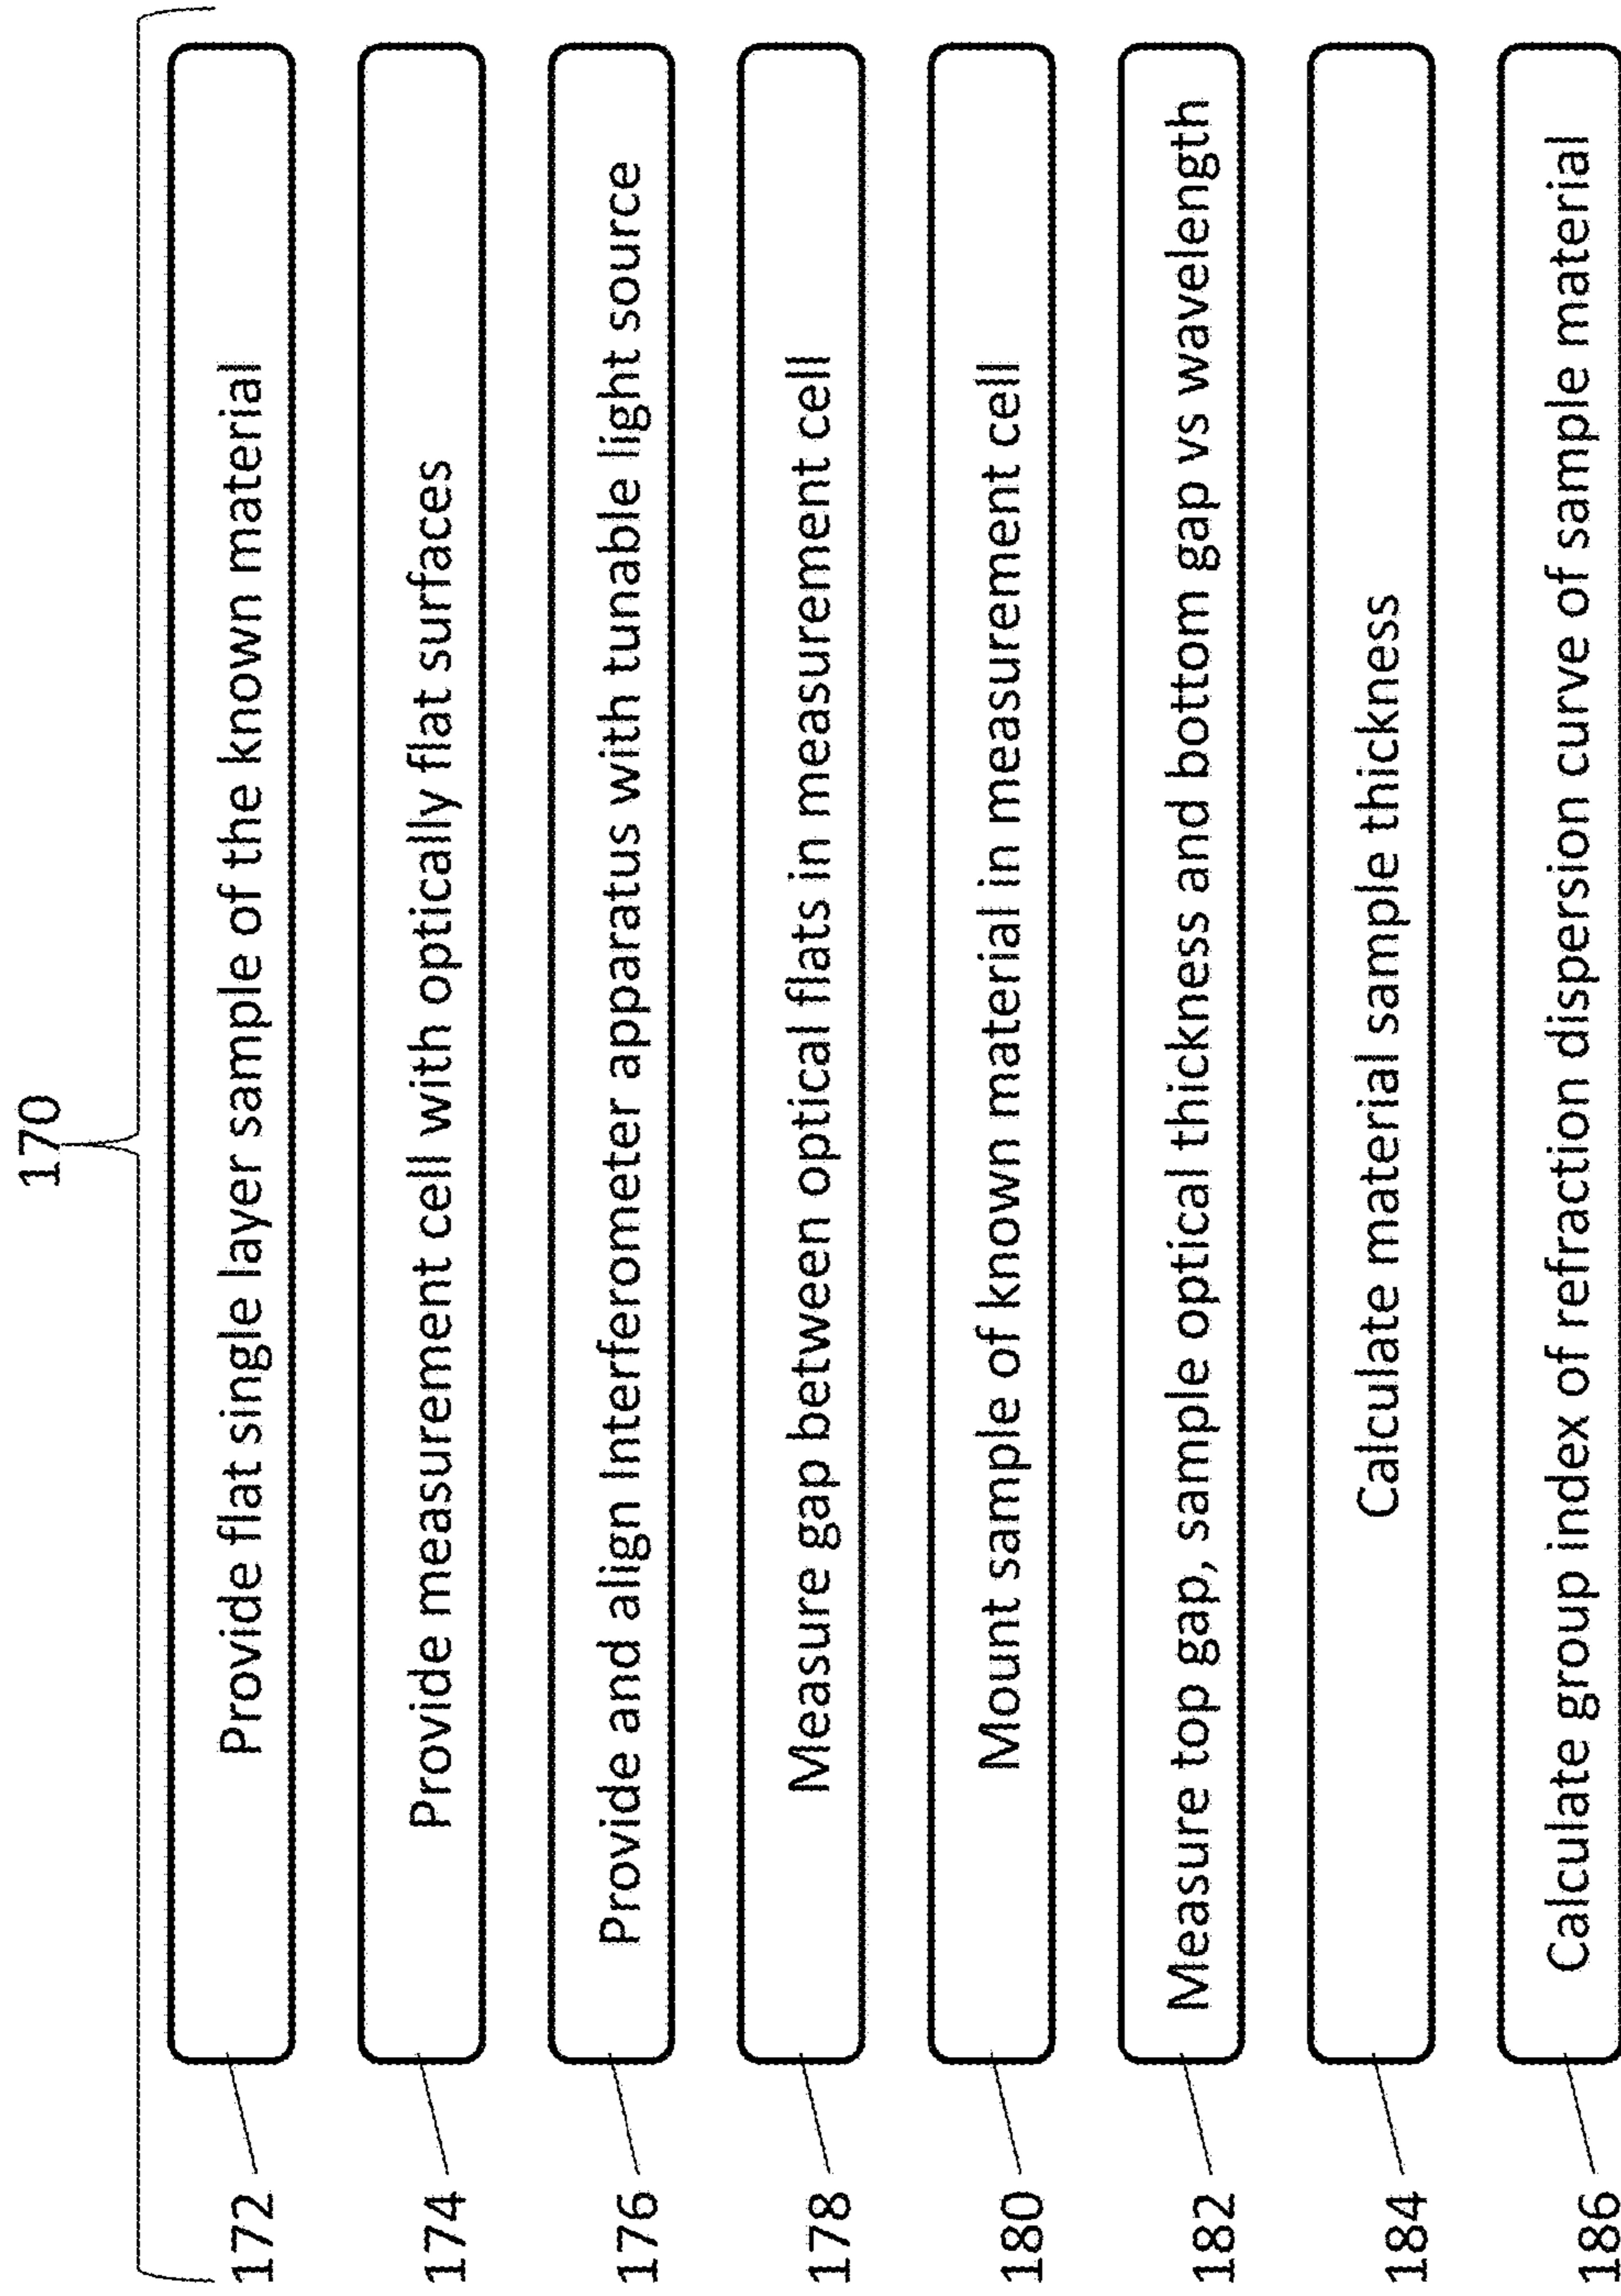 170
172 Provide flat single layer sample of the known material
174 Provide measurement cell with optically flat surfaces
176 Provide and align Interferometer apparatus with tunable light source
178 Measure gap between optical flats in measurement cell
180 Mount sample of known material in measurement cell
182 Measure top gap, sample optical thickness and bottom gap vs wavelength
184 Calculate material sample thickness
186 Calculate group index of refraction dispersion curve of sample material